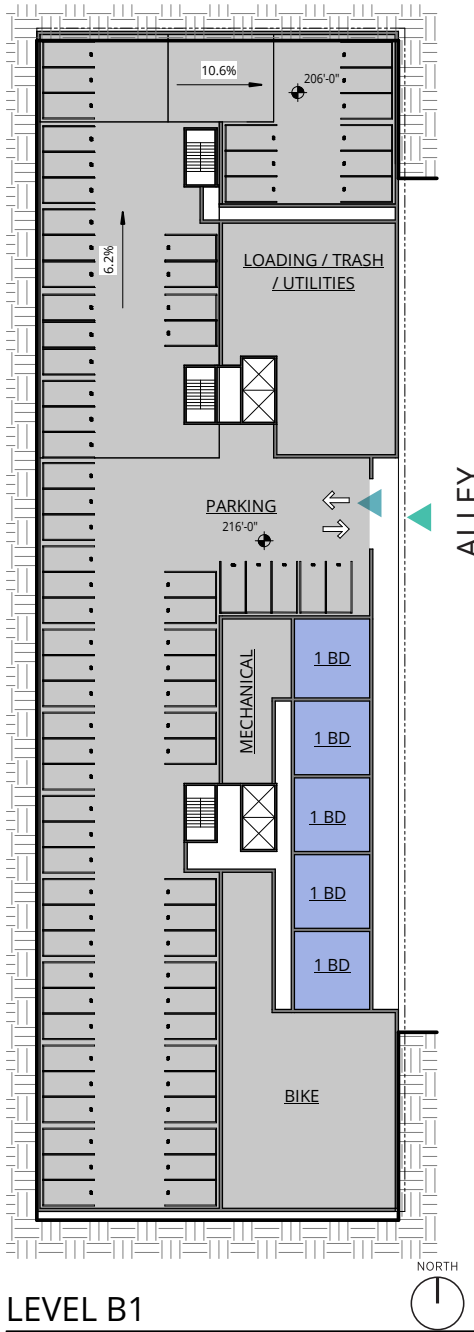 10.6%
206'-0"
6.2%
LOADING / TRASH
/ UTILITIES
PARKING
216'-0"
ALLEY
MECHANICAL
1 BD
1 BD
1 BD
1 BD
1 BD
BIKE
NORTH
LEVEL B1